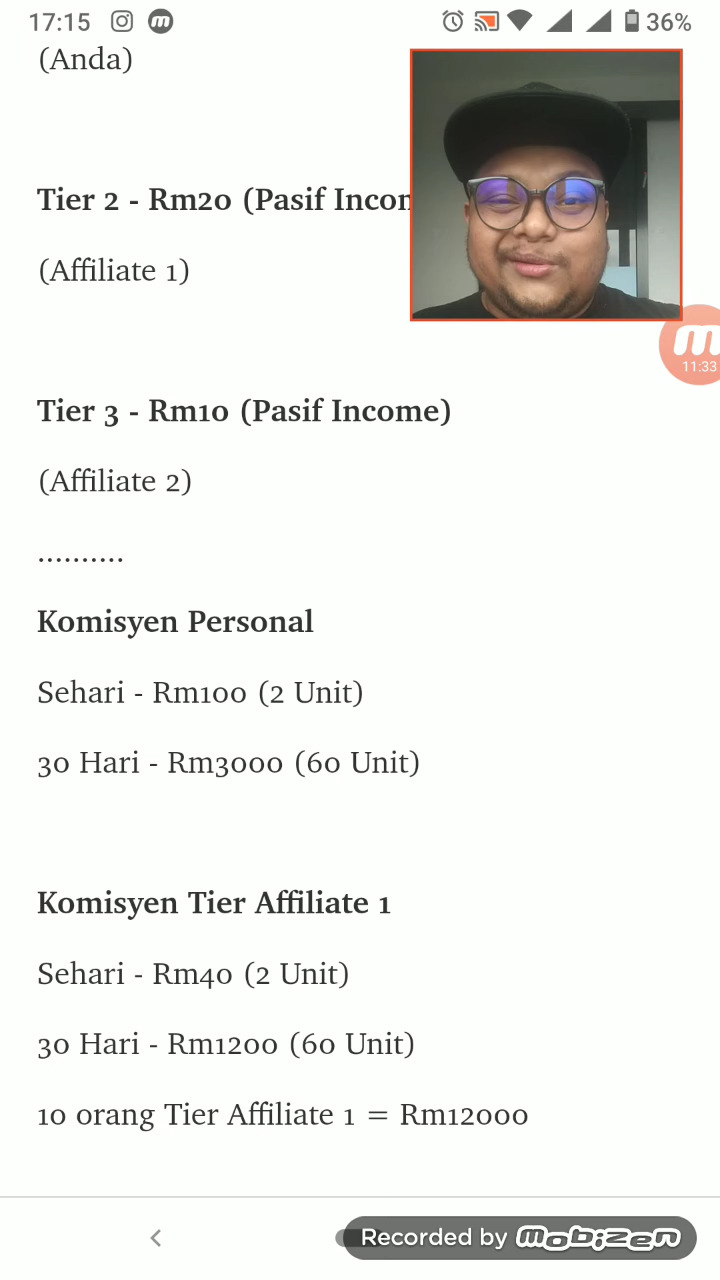 17:15
36%
(Anda)
Tier 2 - Rm20 (Pasif Incom
(Affiliate 1)
11:33
Tier 3 - Rm10 (Pasif Income)
(Affiliate 2)
..........
Komisyen Personal
Sehari - Rm100 (2 Unit)
30 Hari - Rm3000 (60 Unit)
Komisyen Tier Affiliate 1
Sehari - Rm40 (2 Unit)
30 Hari - Rm1200 (60 Unit)
10 orang Tier Affiliate 1 = Rm12000
Recorded by mobizen